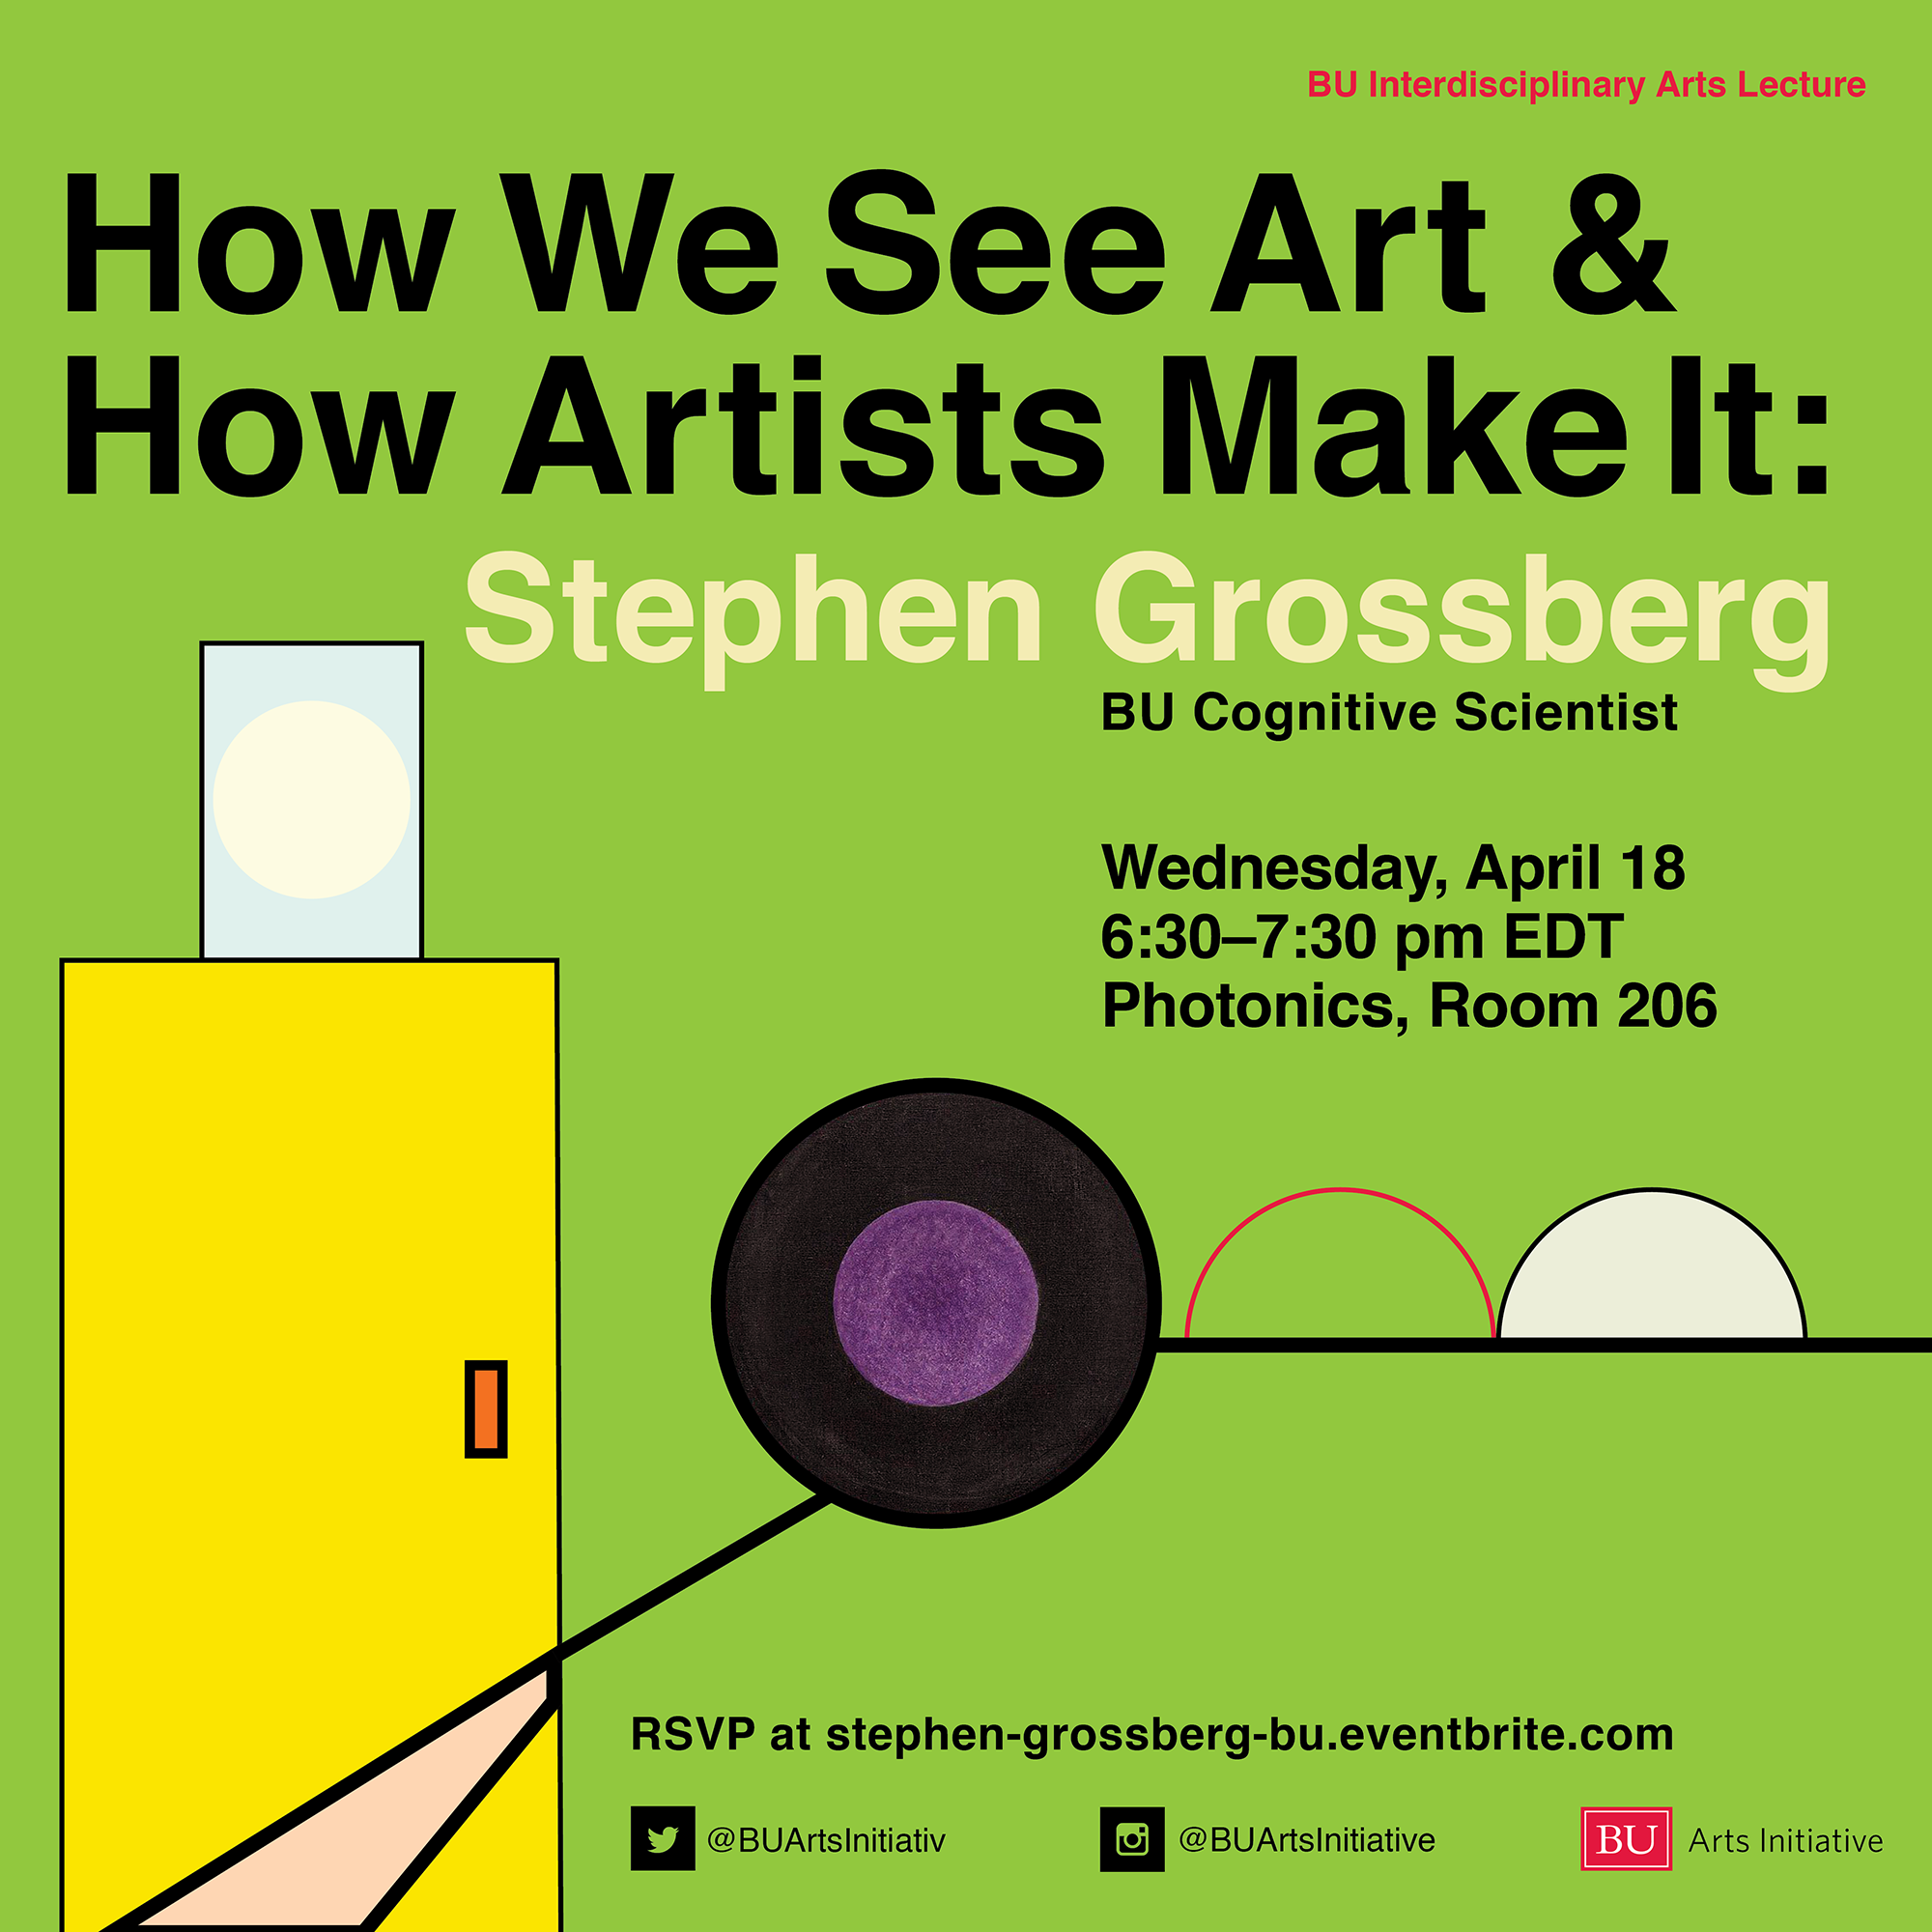 BU Interdisciplinary Arts Lecture
How We See Art &
How Artists Make It:
Stephen Grossberg
BU Cognitive Scientist
Wednesday, April 18
6:30–7:30 pm EDT
Photonics, Room 206
RSVP at stephen-grossberg-bu.eventbrite.com
@BUArtsInitiativ
@BUArtsInitiative
BU Arts Initiative